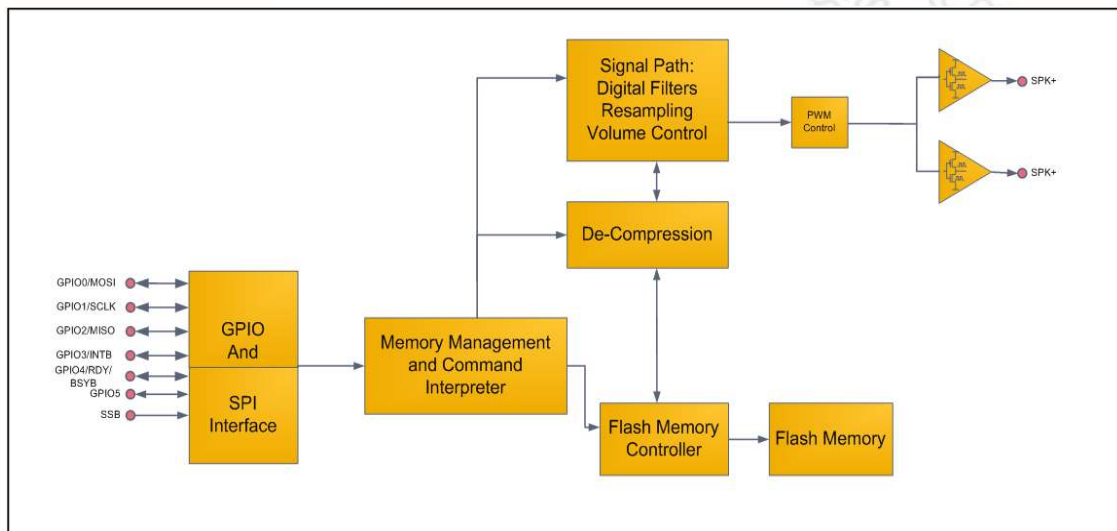 Signal Path:
Digital Filters
Resampling
Volume Control
PWM
Control
SPK+
SPK+
De-Compression
GPIO0/MOSI
GPIO1/SCLK
GPIO2/MISO
GPIO3/INTB
GPIO4/RDY/
BSYB
GPIO5
SSB
GPIO
And
SPI
Interface
Memory Management
and Command
Interpreter
Flash Memory
Controller
Flash Memory